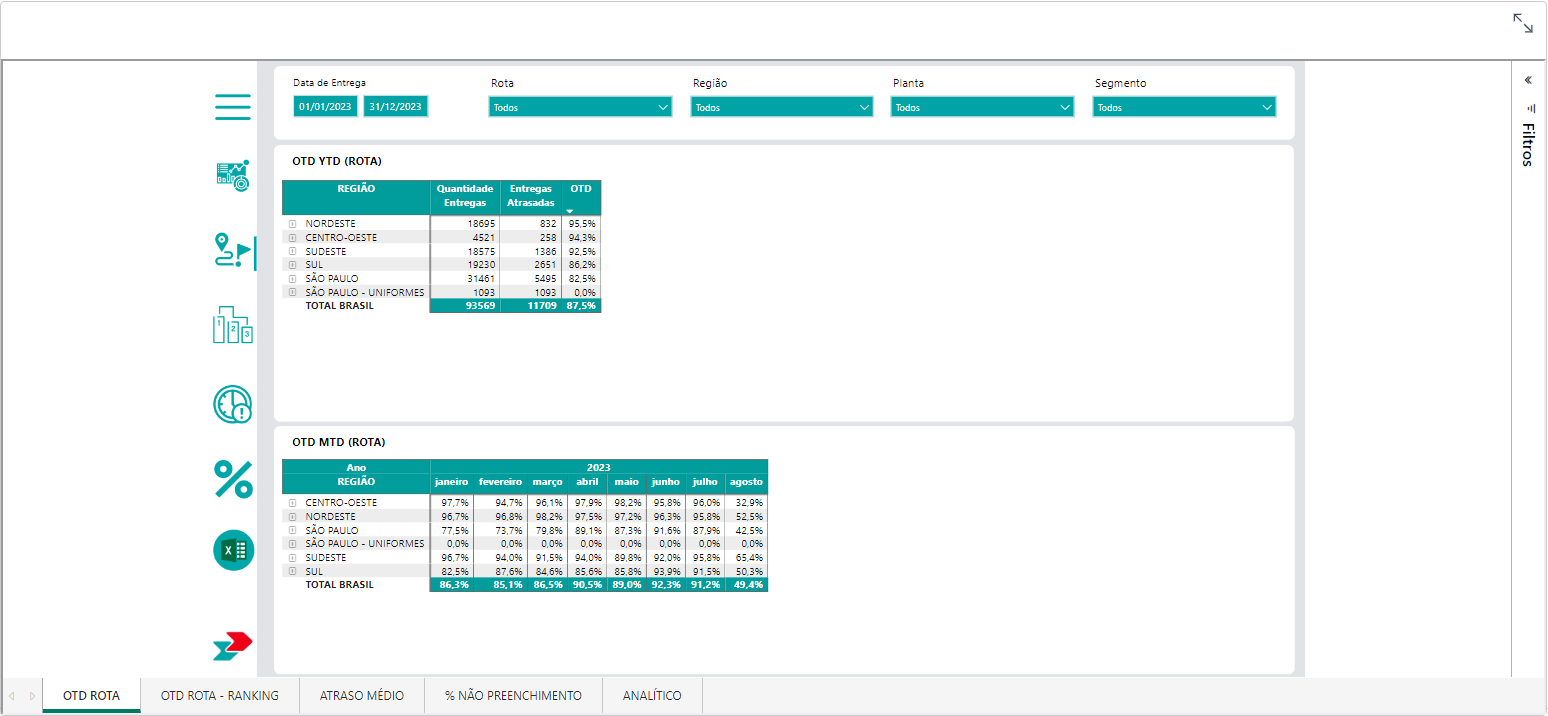 Data de Entrega Rota Região Planta Segmento
01/01/2023 31/12/2023 Todos Todos Todos Todos
Filtros
OTD YTD (ROTA)
REGIÃO Quantidade Entregas Entregas Atrasadas OTD
NORDESTE 18695 832 95,5%
CENTRO-OESTE 4521 258 94,3%
SUDESTE 18575 1386 92,5%
SUL 19230 2651 86,2%
SÃO PAULO 31461 5495 82,5%
SÃO PAULO - UNIFORMES 1093 1093 0,0%
TOTAL BRASIL 93569 11709 87,5%
1 2 3
OTD MTD (ROTA)
Ano 2023
REGIÃO janeiro fevereiro março abril maio junho julho agosto
CENTRO-OESTE 97,7% 94,7% 96,1% 97,9% 98,2% 95,8% 96,0% 32,9%
NORDESTE 96,7% 96,8% 98,2% 97,5% 97,2% 96,3% 95,8% 52,5%
SÃO PAULO 77,5% 73,7% 79,8% 89,1% 87,3% 91,6% 87,9% 42,5%
SÃO PAULO - UNIFORMES 0,0% 0,0% 0,0% 0,0% 0,0% 0,0% 0,0% 0,0%
SUDESTE 96,7% 94,0% 91,5% 94,0% 89,8% 92,0% 95,8% 65,4%
SUL 82,5% 87,6% 84,6% 85,6% 85,8% 93,9% 91,5% 50,3%
TOTAL BRASIL 86,3% 85,1% 86,5% 90,5% 89,0% 92,3% 91,2% 49,4%
%
X
OTD ROTA OTD ROTA - RANKING ATRASO MÉDIO % NÃO PREENCHIMENTO ANALÍTICO